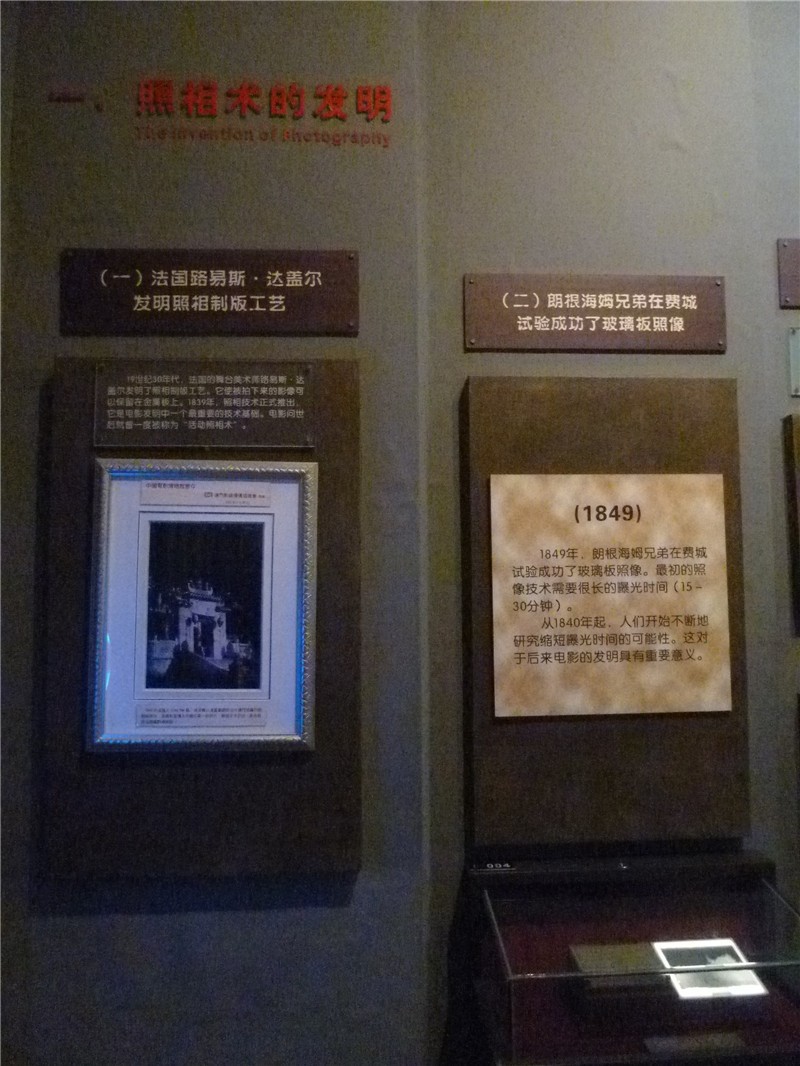 一、照相术的发明
The Invention of Photography
（一）法国路易斯·达盖尔
发明照相制版工艺
19世纪30年代，法国的舞台美术师路易斯·达
盖尔发明了照相制版工艺。它使被拍下来的影像可
以保留在金属板上。1839年，照相技术正式推出，
它是电影发明中一个最重要的技术基础。电影问世
后就曾一度被称为“活动照相术”。
（二）朗根海姆兄弟在费城
试验成功了玻璃板照像
(1849)
1849年，朗根海姆兄弟在费城
试验成功了玻璃板照像。最初的照
像技术需要很长的曝光时间（15－
30分钟）。
从1840年起，人们开始不断地
研究缩短曝光时间的可能性。这对
于后来电影的发明具有重要意义。
004